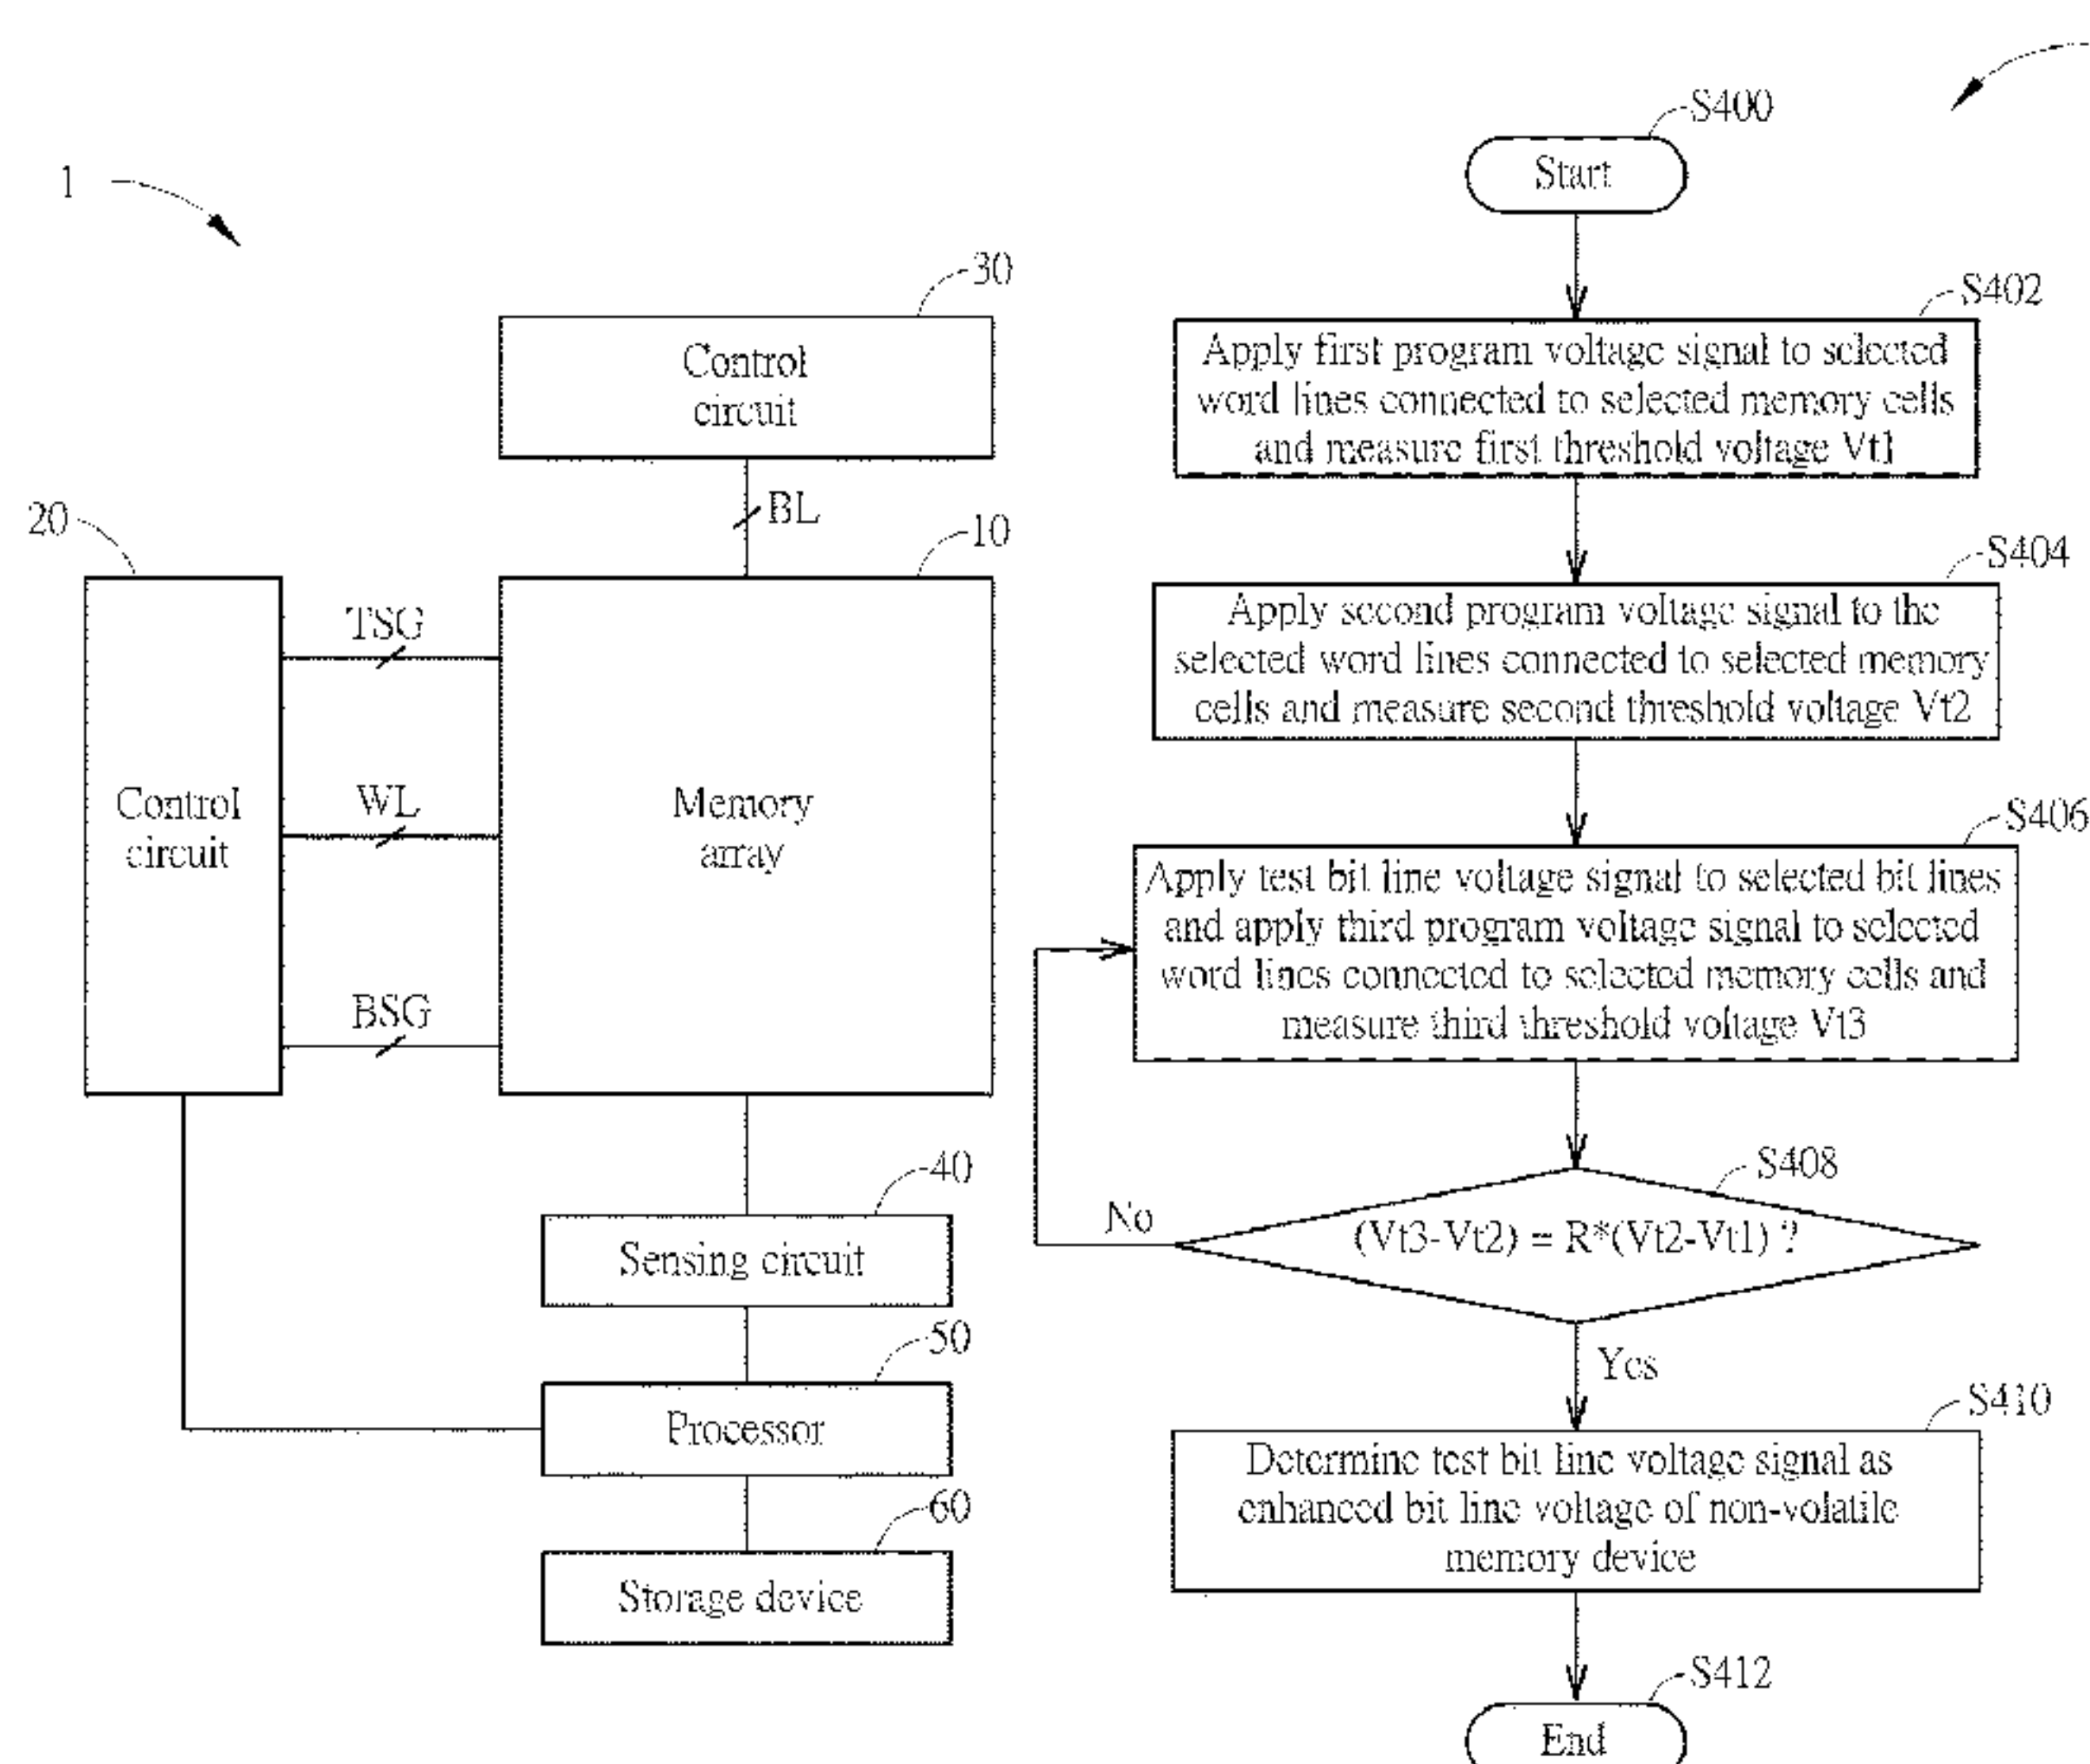 1
30
Control
circuit
BL
20
10
TSG
WL
BSG
Control
circuit
Memory
array
40
Sensing circuit
50
Processor
60
Storage device
S400
Start
S402
Apply first program voltage signal to selected
word lines connected to selected memory cells
and measure first threshold voltage Vt1
S404
Apply second program voltage signal to the
selected word lines connected to selected memory
cells and measure second threshold voltage Vt2
S406
Apply test bit line voltage signal to selected bit lines
and apply third program voltage signal to selected
word lines connected to selected memory cells and
measure third threshold voltage Vt3
S408
No
(Vt3-Vt2) = R*(Vt2-Vt1) ?
Yes
S410
Determine test bit line voltage signal as
enhanced bit line voltage of non-volatile
memory device
S412
End